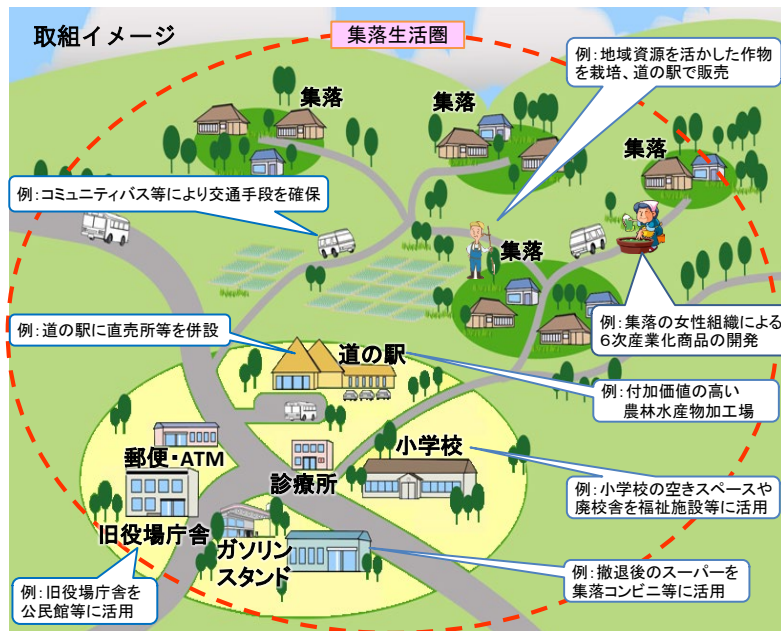 取組イメージ
集落生活圏
例：地域資源を活かした作物
を栽培、道の駅で販売
集落
集落
集落
例：コミュニティバス等により交通手段を確保
集落
例：集落の女性組織による
６次産業化商品の開発
例：道の駅に直売所等を併設
道の駅
例：付加価値の高い
農林水産物加工場
郵便・ATM
診療所
小学校
例：小学校の空きスペースや
廃校舎を福祉施設等に活用
旧役場庁舎
ガソリン
スタンド
例：旧役場庁舎を
公民館等に活用
例：撤退後のスーパーを
集落コンビニ等に活用